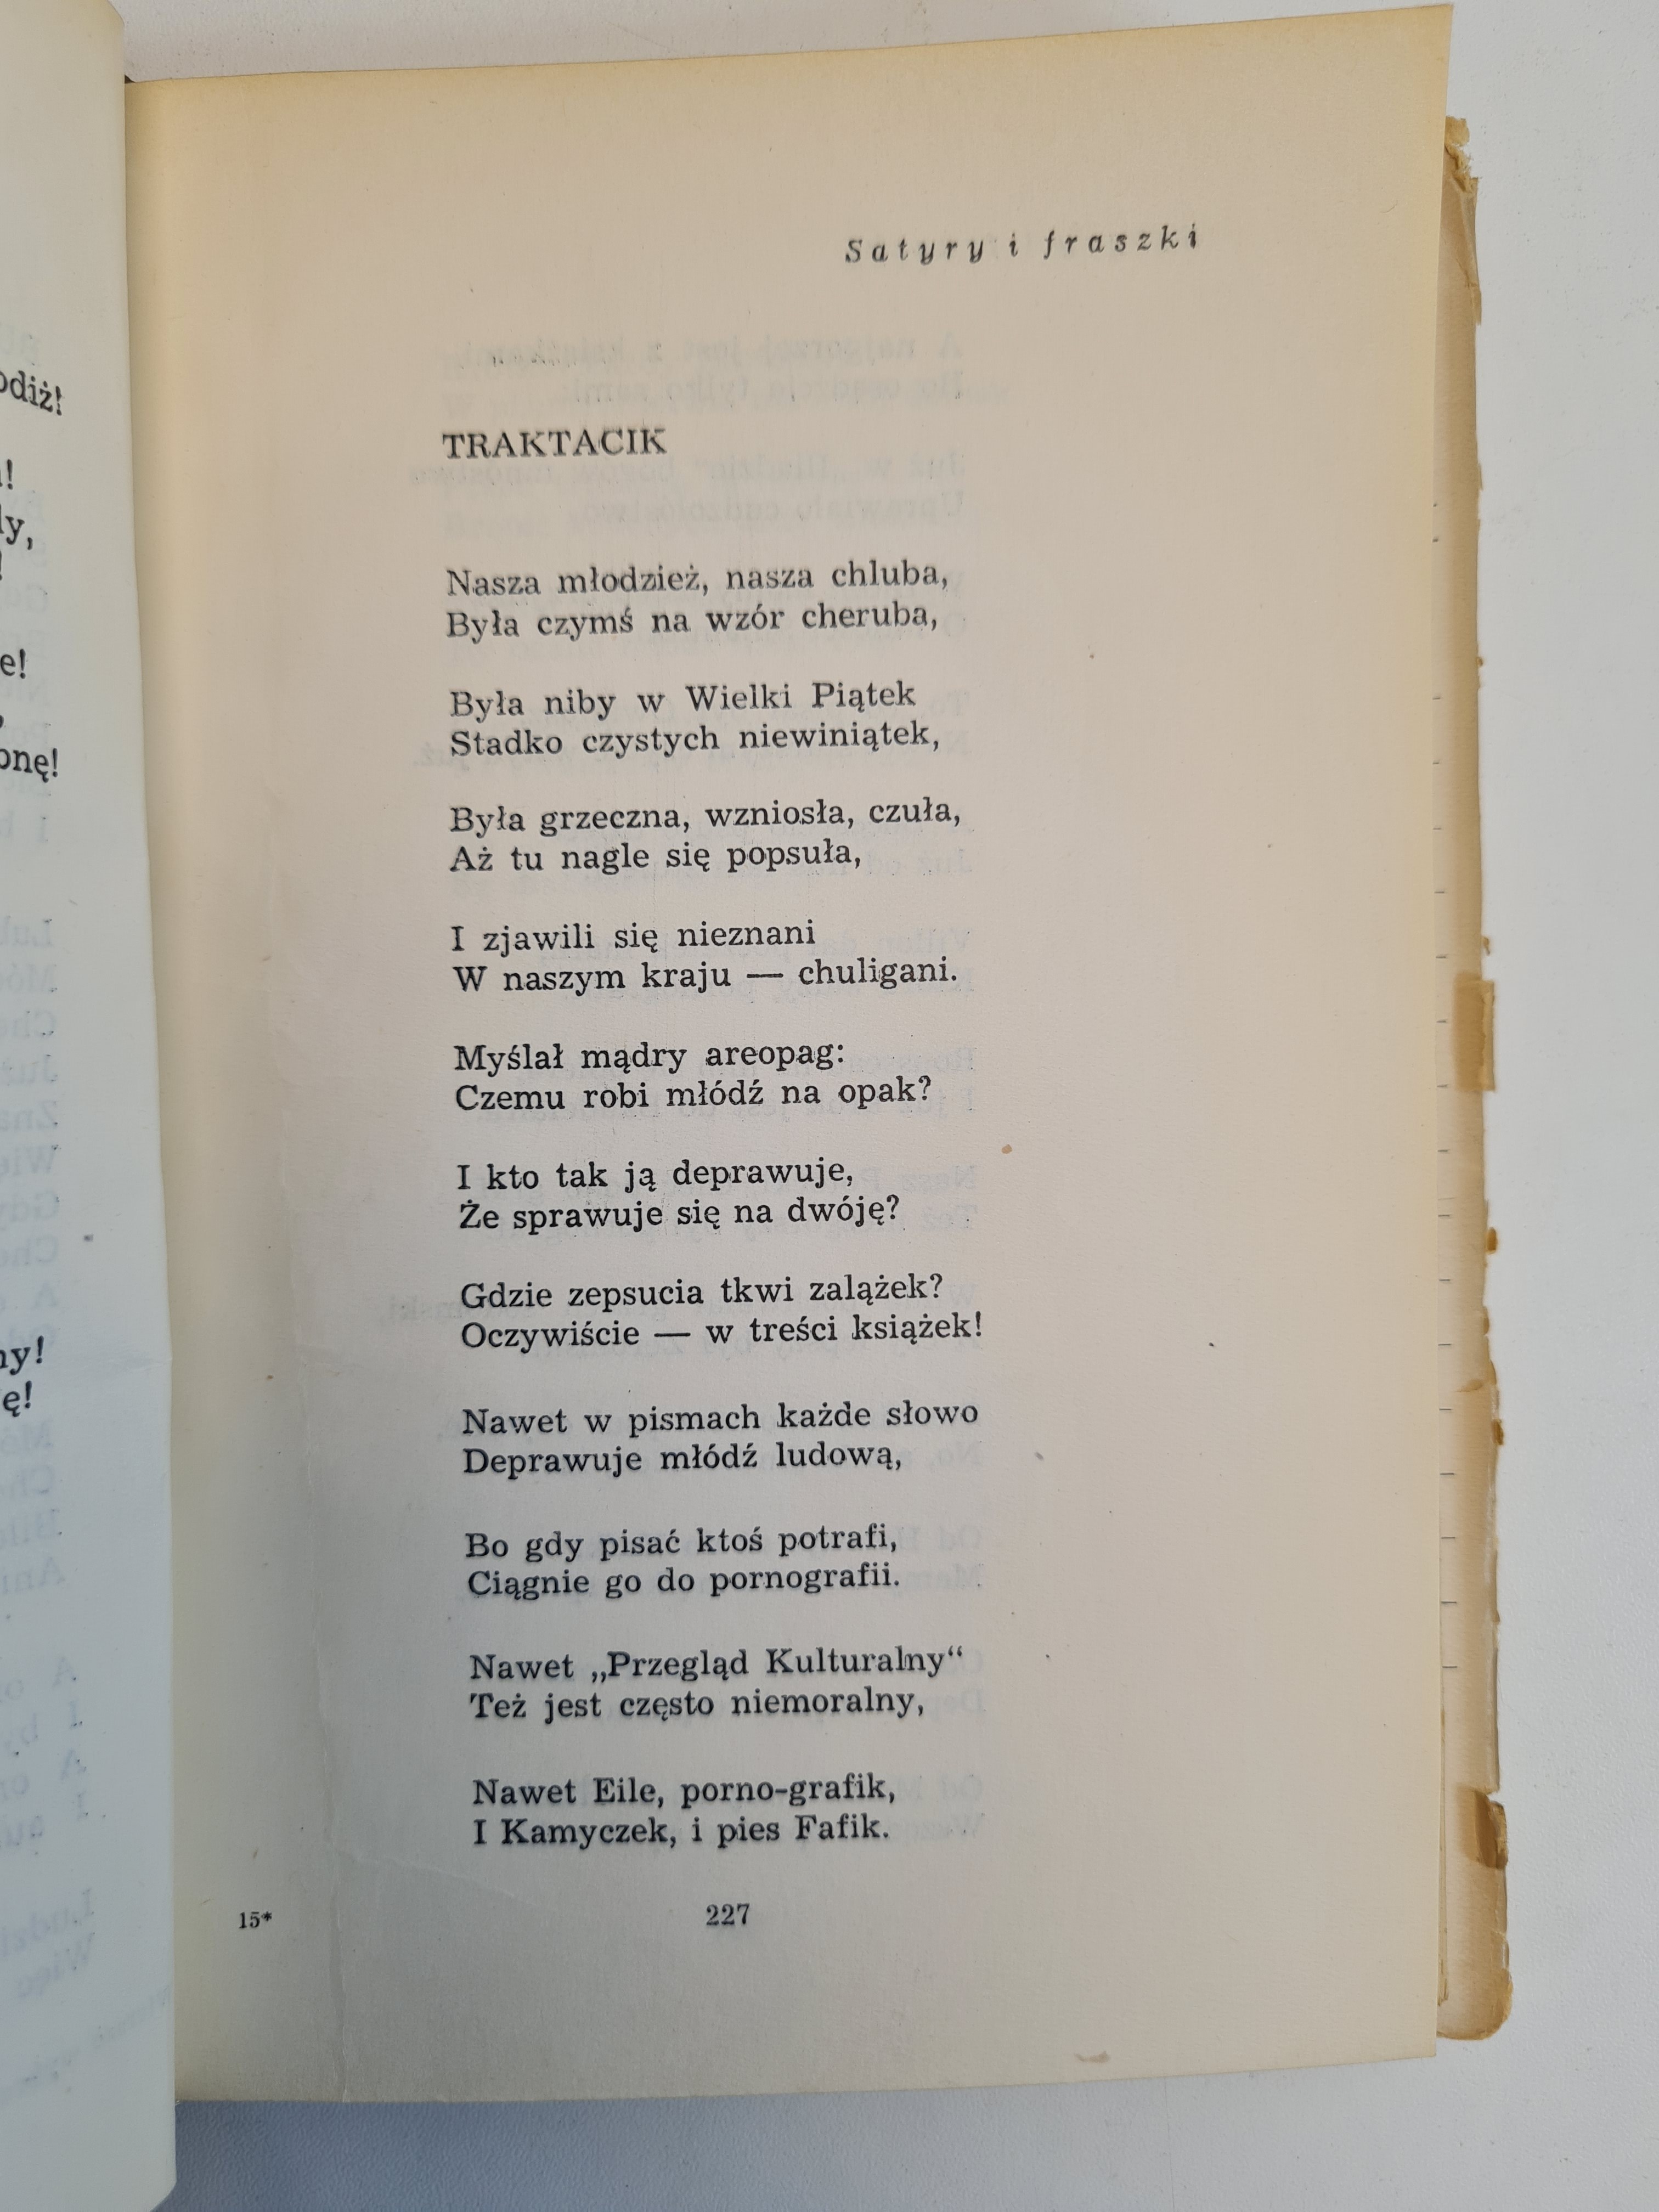 Satyry i fraszki
TRAKTACIK
Nasza młodzież, nasza chluba,
Była czymś na wzór cheruba,
Była niby w Wielki Piątek
Stadko czystych niewiniątek,
Była grzeczna, wzniosła, czuła,
Aż tu nagle się popsuła,
I zjawili się nieznani
W naszym kraju — chuligani.
Myślał mądry areopag:
Czemu robi młódź na opak?
I kto tak ją deprawuje,
Że sprawuje się na dwóję?
Gdzie zepsucia tkwi zalążek?
Oczywiście — w treści książek!
Nawet w pismach każde słowo
Deprawuje młódź ludową,
Bo gdy pisać ktoś potrafi,
Ciągnie go do pornografii.
Nawet „Przegląd Kulturalny“
Też jest często niemoralny,
Nawet Eile, porno-grafik,
I Kamyczek, i pies Fafik.
15*
227